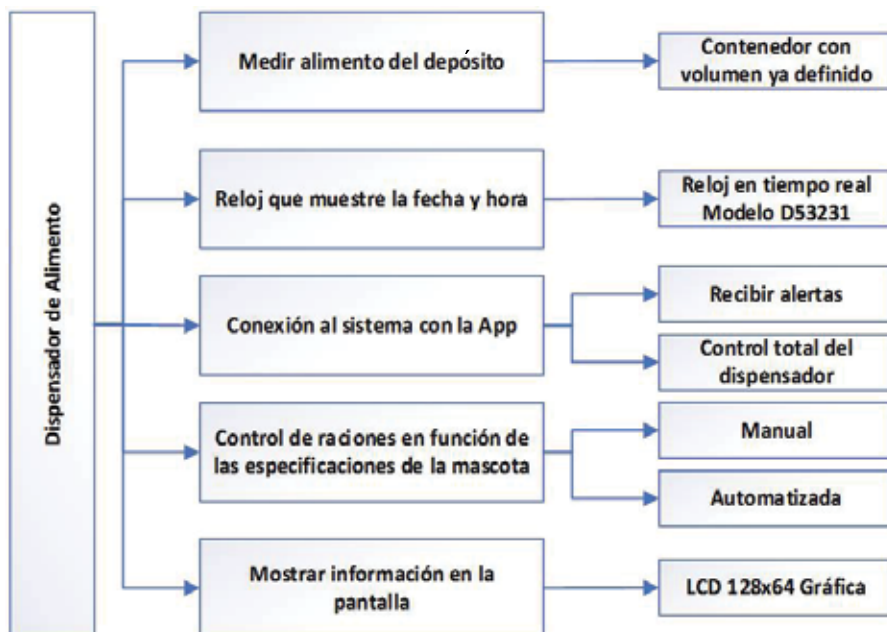 Dispensador de Alimento
Medir alimento del depósito
Contenedor con
volumen ya definido
Reloj que muestre la fecha y hora
Reloj en tiempo real
Modelo D53231
Conexión al sistema con la App
Recibir alertas
Control total del
dispensador
Control de raciones en función de
las especificaciones de la mascota
Manual
Automatizada
Mostrar información en la
pantalla
LCD 128x64 Gráfica